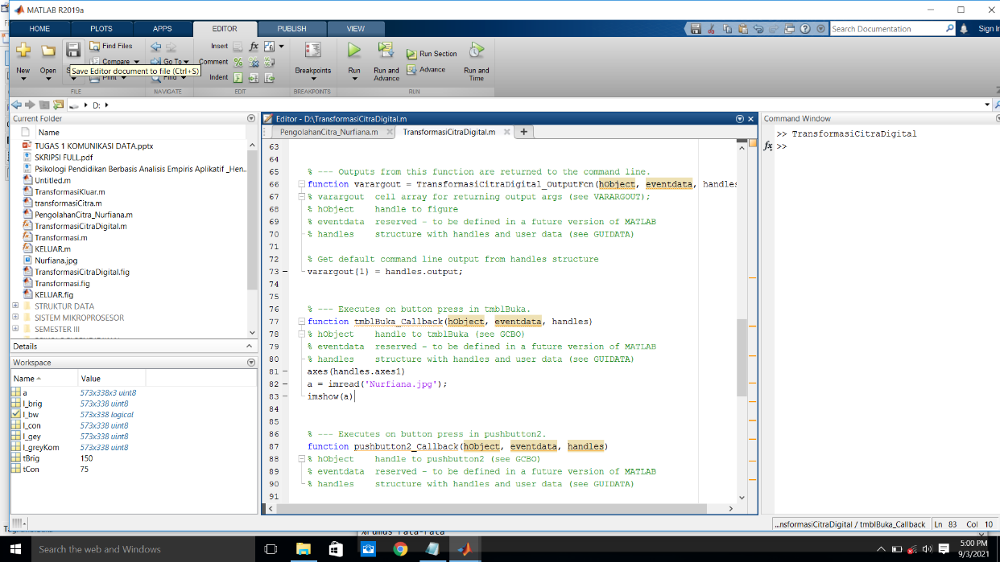 MATLAB R2019a
HOME PLOTS APPS EDITOR PUBLISH VIEW Search Documentation Sign In
Find Files Insert Run Section
New Open Compare Go To Comment Breakpoints Run Run and Advance Advance Run and Time
Save Editor document to file (Ctrl+S)
Print Find Indent
FILE NAVIGATE EDIT BREAKPOINTS RUN
D:
Current Folder
Name
TUGAS 1 KOMUNIKASI DATA.pptx
SKRIPSI FULL.pdf
Psikologi Pendidikan Berbasis Analisis Empiris Aplikatif _Hen...
Untitled.m
TransformasiKluar.m
transformasiCitra.m
PengolahanCitra_Nurfiana.m
TransformasiCitraDigital.m
Transformasi.m
KELUAR.m
Nurfiana.jpg
TransformasiCitraDigital.fig
Transformasi.fig
KELUAR.fig
STRUKTUR DATA
SISTEM MIKROPROSESOR
SEMESTER III
Details
Workspace
Name Value
a 573x338x3 uint8
I_brig 573x338 uint8
I_bw 573x338 logical
I_con 573x338 uint8
I_gey 573x338 uint8
I_greyKom 573x338 uint8
tBrig 150
tCon 75
Editor - D:\TransformasiCitraDigital.m
PengolahanCitra_Nurfiana.m TransformasiCitraDigital.m
63
64
65 % --- Outputs from this function are returned to the command line.
66 function varargout = TransformasiCitraDigital_OutputFcn(hObject, eventdata, handles
67 % varargout cell array for returning output args (see VARARGOUT);
68 % hObject handle to figure
69 % eventdata reserved - to be defined in a future version of MATLAB
70 % handles structure with handles and user data (see GUIDATA)
71
72 % Get default command line output from handles structure
73 varargout{1} = handles.output;
74
75
76 % --- Executes on button press in tmblBuka.
77 function tmblBuka_Callback(hObject, eventdata, handles)
78 % hObject handle to tmblBuka (see GCBO)
79 % eventdata reserved - to be defined in a future version of MATLAB
80 % handles structure with handles and user data (see GUIDATA)
81 axes(handles.axes1)
82 a = imread('Nurfiana.jpg');
83 imshow(a)
84
85
86 % --- Executes on button press in pushbutton2.
87 function pushbutton2_Callback(hObject, eventdata, handles)
88 % hObject handle to pushbutton2 (see GCBO)
89 % eventdata reserved - to be defined in a future version of MATLAB
90 % handles structure with handles and user data (see GUIDATA)
91
Command Window
>> TransformasiCitraDigital
fx >>
...nsformasiCitraDigital / tmblBuka_Callback Ln 83 Col 10
Search the web and Windows
5:00 PM
9/3/2021